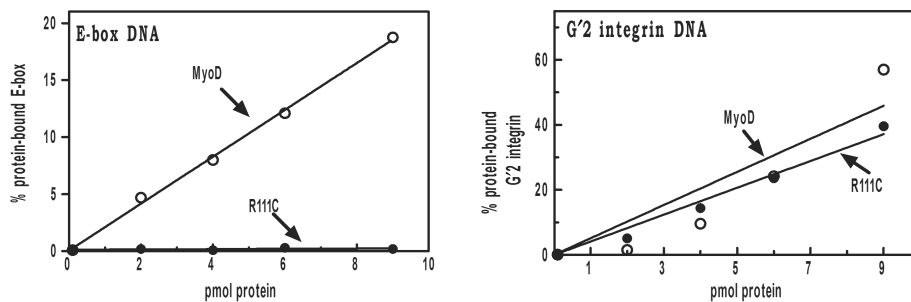 E-box DNA
% protein-bound E-box
20
15
10
5
0
MyoD
R111C
0 2 4 6 8 10
pmol protein
G′2 integrin DNA
% protein-bound
G′2 integrin
60
40
20
0
MyoD
R111C
1 3 5 7 9
pmol protein